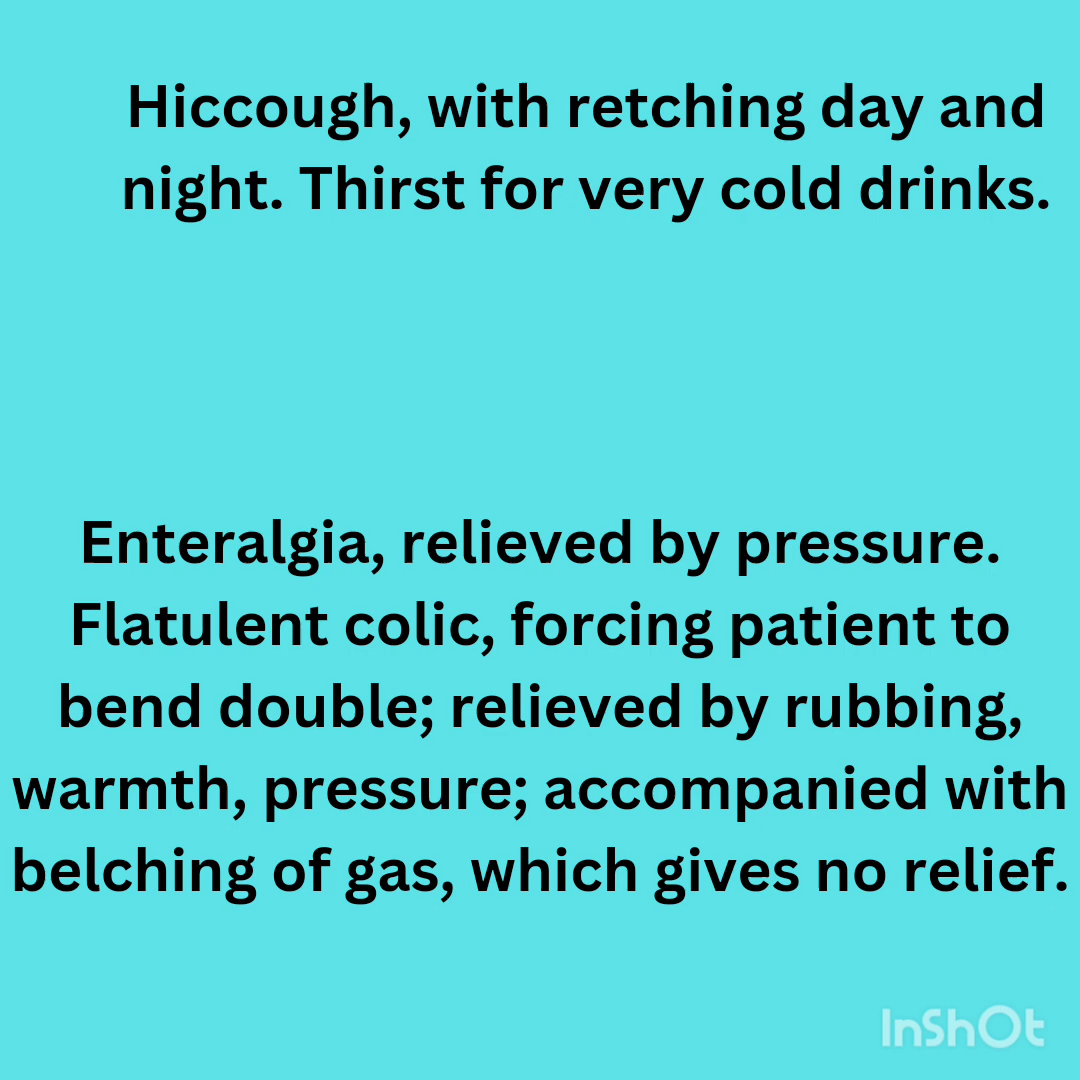 Hiccough, with retching day and
night. Thirst for very cold drinks.
Enteralgia, relieved by pressure.
Flatulent colic, forcing patient to
bend double; relieved by rubbing,
warmth, pressure; accompanied with
belching of gas, which gives no relief.
InShOt